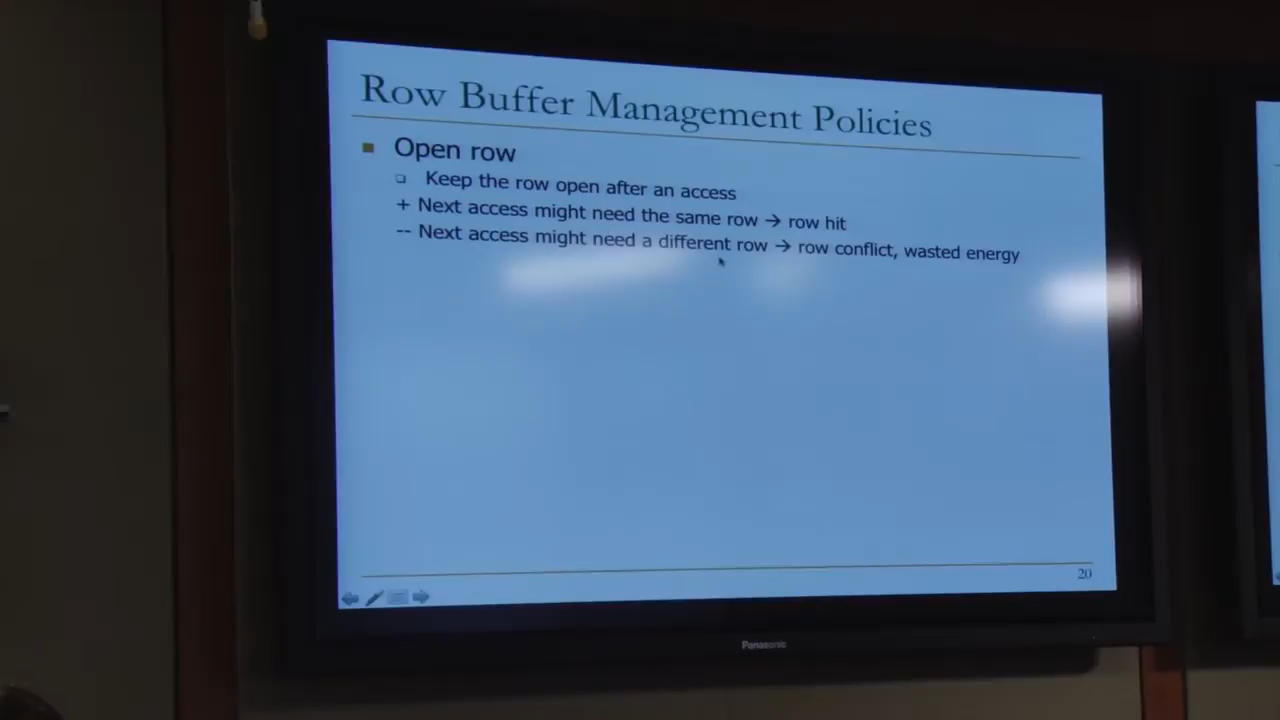 Row Buffer Management Policies
Open row
Keep the row open after an access
+ Next access might need the same row → row hit
-- Next access might need a different row → row conflict, wasted energy
20
Panasonic